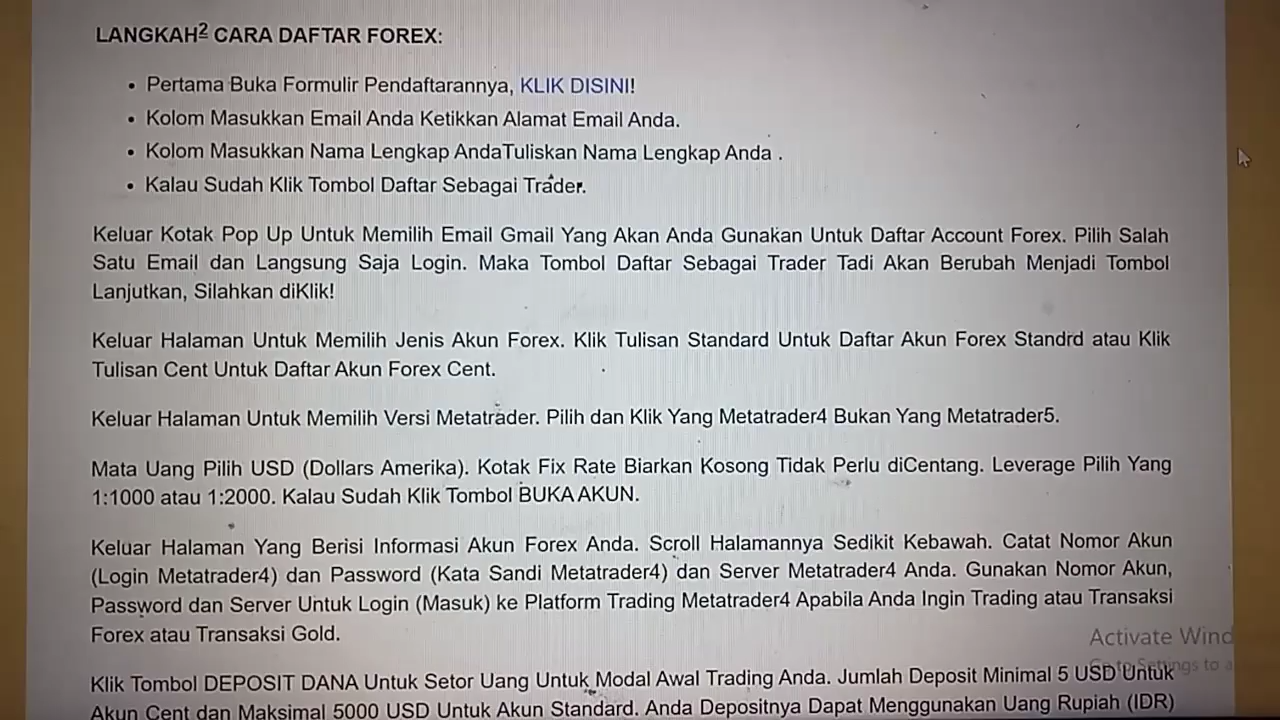 LANGKAH² CARA DAFTAR FOREX:
• Pertama Buka Formulir Pendaftarannya, KLIK DISINI!
• Kolom Masukkan Email Anda Ketikkan Alamat Email Anda.
• Kolom Masukkan Nama Lengkap AndaTuliskan Nama Lengkap Anda .
• Kalau Sudah Klik Tombol Daftar Sebagai Trader.
Keluar Kotak Pop Up Untuk Memilih Email Gmail Yang Akan Anda Gunakan Untuk Daftar Account Forex. Pilih Salah
Satu Email dan Langsung Saja Login. Maka Tombol Daftar Sebagai Trader Tadi Akan Berubah Menjadi Tombol
Lanjutkan, Silahkan diKlik!
Keluar Halaman Untuk Memilih Jenis Akun Forex. Klik Tulisan Standard Untuk Daftar Akun Forex Standrd atau Klik
Tulisan Cent Untuk Daftar Akun Forex Cent.
Keluar Halaman Untuk Memilih Versi Metatrader. Pilih dan Klik Yang Metatrader4 Bukan Yang Metatrader5.
Mata Uang Pilih USD (Dollars Amerika). Kotak Fix Rate Biarkan Kosong Tidak Perlu diCentang. Leverage Pilih Yang
1:1000 atau 1:2000. Kalau Sudah Klik Tombol BUKA AKUN.
Keluar Halaman Yang Berisi Informasi Akun Forex Anda. Scroll Halamannya Sedikit Kebawah. Catat Nomor Akun
(Login Metatrader4) dan Password (Kata Sandi Metatrader4) dan Server Metatrader4 Anda. Gunakan Nomor Akun,
Password dan Server Untuk Login (Masuk) ke Platform Trading Metatrader4 Apabila Anda Ingin Trading atau Transaksi
Forex atau Transaksi Gold.
Activate Wind
Go to Settings to a
Klik Tombol DEPOSIT DANA Untuk Setor Uang Untuk Modal Awal Trading Anda. Jumlah Deposit Minimal 5 USD Untuk
Akun Cent dan Maksimal 5000 USD Untuk Akun Standard. Anda Depositnya Dapat Menggunakan Uang Rupiah (IDR)